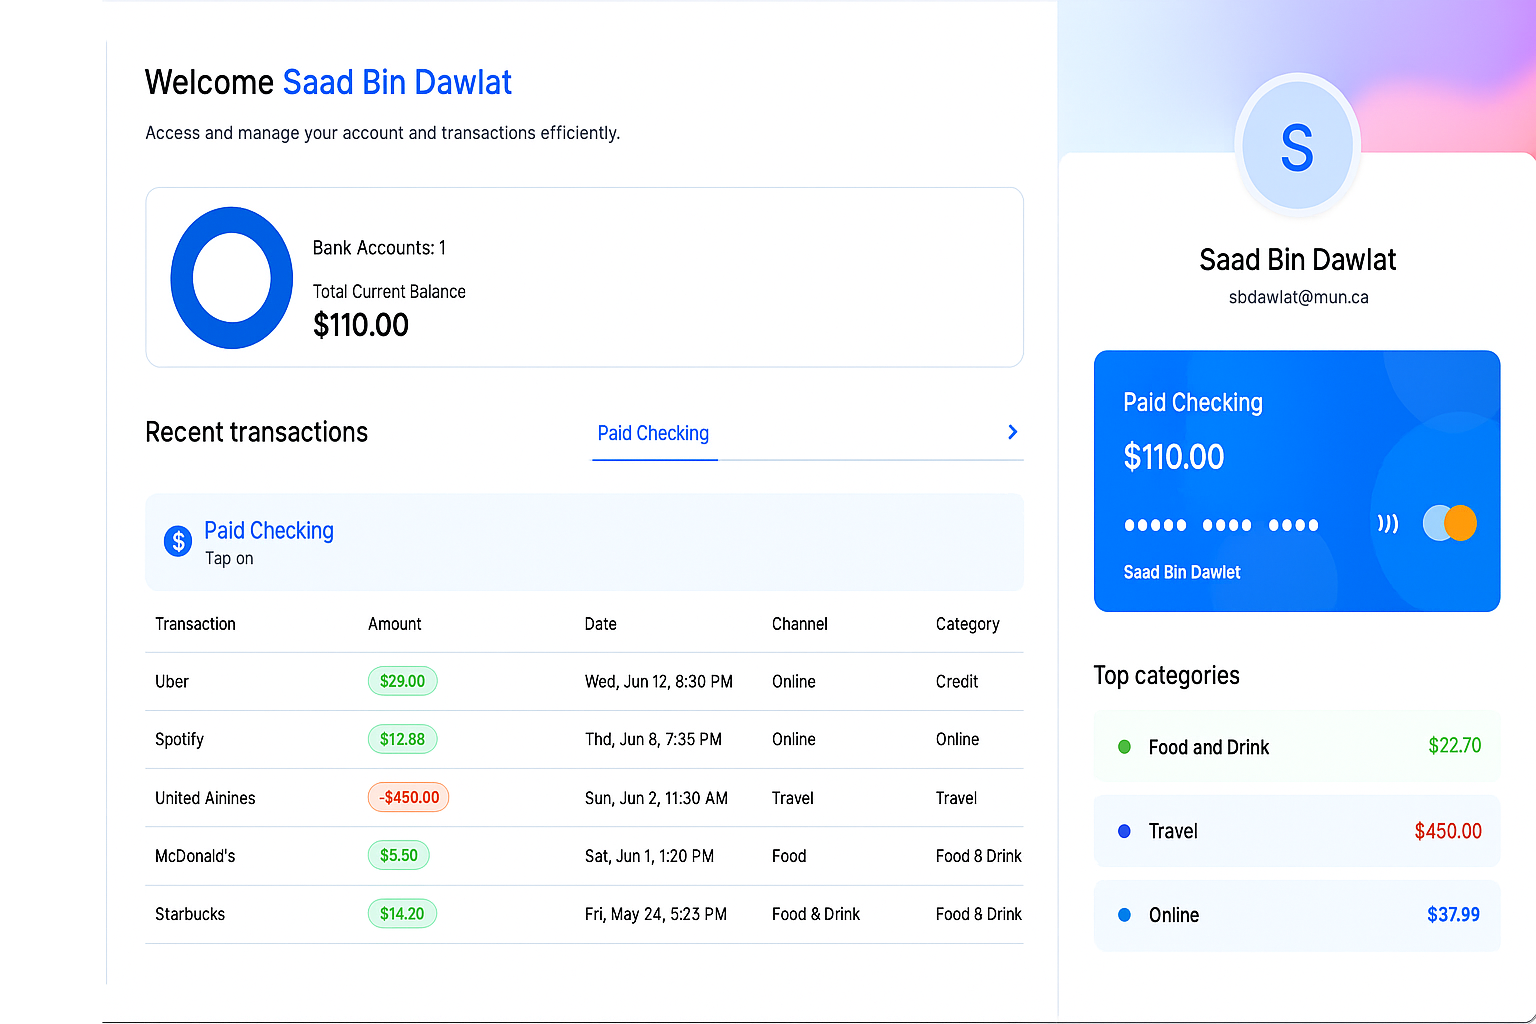 Welcome Saad Bin Dawlat
Access and manage your account and transactions efficiently.
Bank Accounts: 1
Total Current Balance
$110.00
Recent transactions
Paid Checking
$
Paid Checking
Tap on
Transaction Amount Date Channel Category
Uber $29.00 Wed, Jun 12, 8:30 PM Online Credit
Spotify $12.88 Thd, Jun 8, 7:35 PM Online Online
United Ainines -$450.00 Sun, Jun 2, 11:30 AM Travel Travel
McDonald's $5.50 Sat, Jun 1, 1:20 PM Food Food 8 Drink
Starbucks $14.20 Fri, May 24, 5:23 PM Food & Drink Food 8 Drink
S
Saad Bin Dawlat
sbdawlat@mun.ca
Paid Checking
$110.00
●●●●● ●●●● ●●●●
Saad Bin Dawlet
Top categories
Food and Drink $22.70
Travel $450.00
Online $37.99